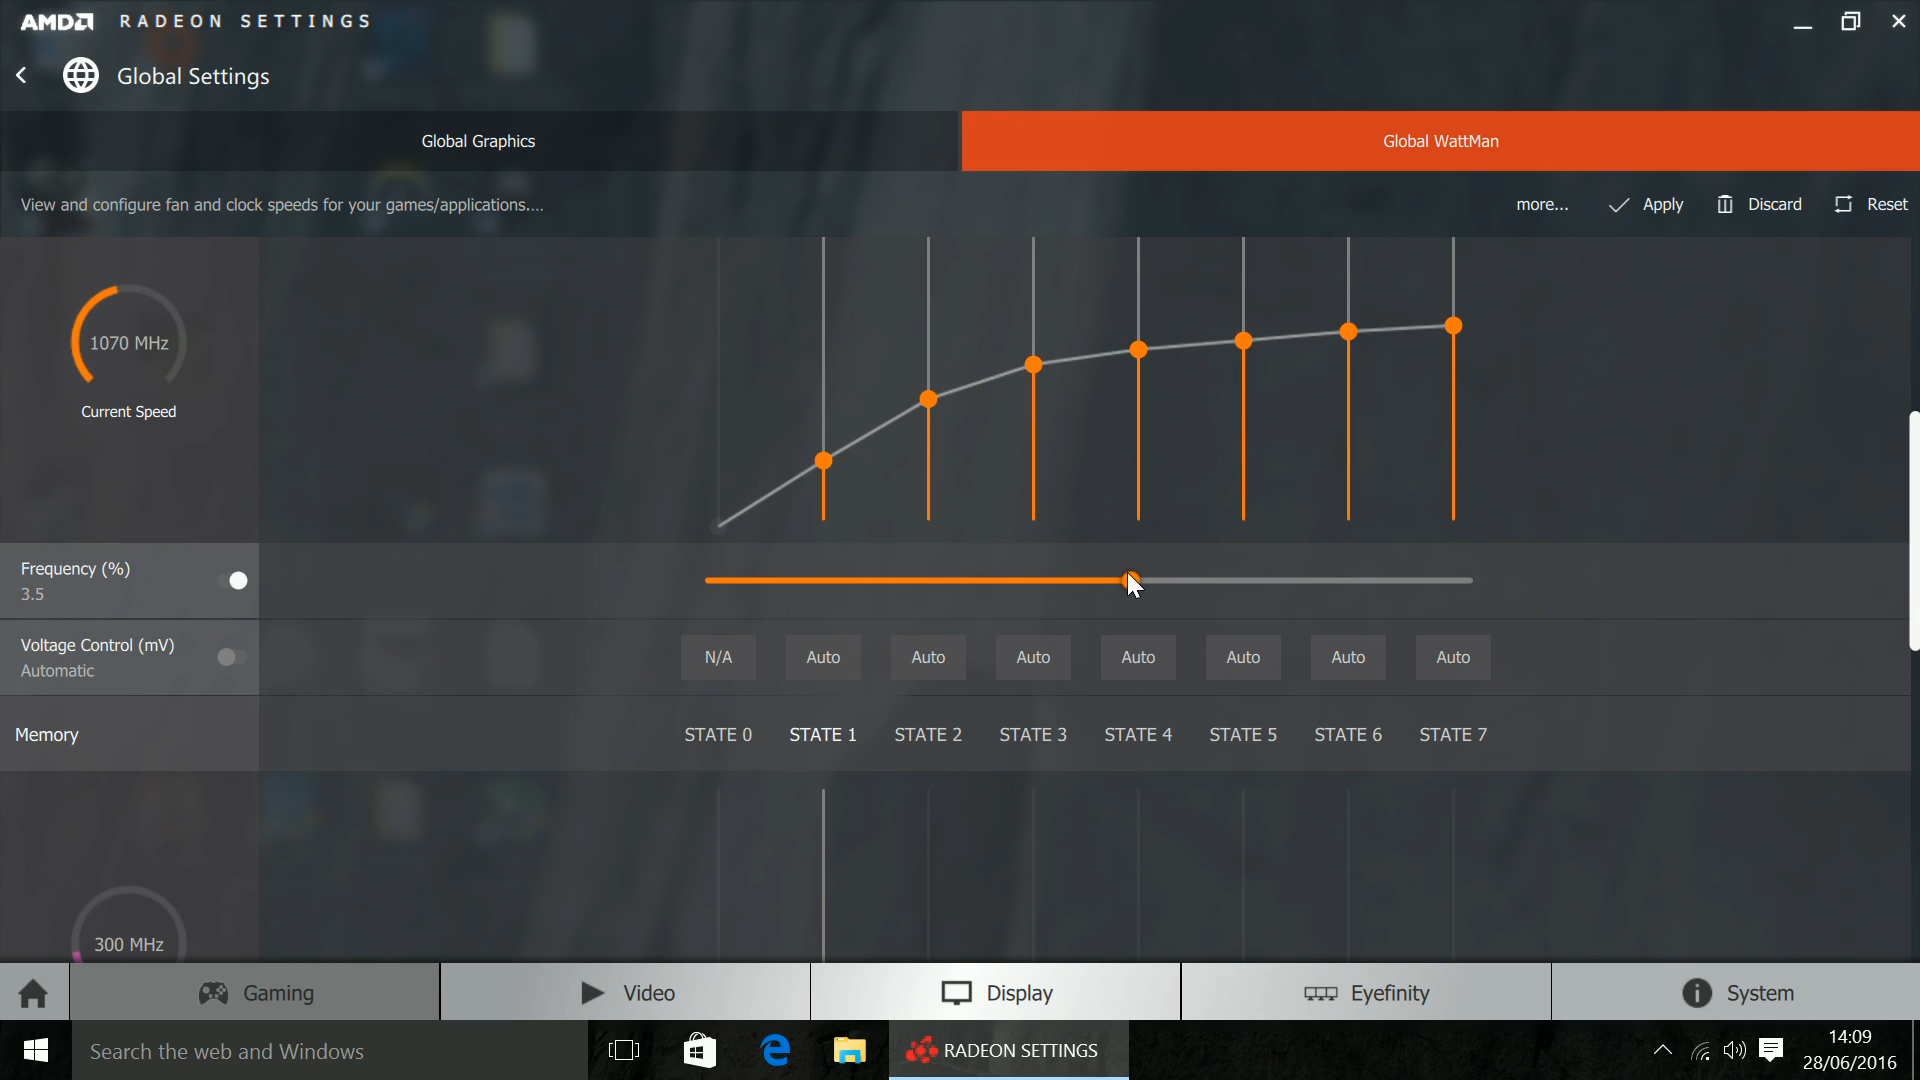 AMD RADEON SETTINGS
Global Settings
Global Graphics
Global WattMan
View and configure fan and clock speeds for your games/applications....
more...
Apply
Discard
Reset
1070 MHz
Current Speed
Frequency (%)
3.5
Voltage Control (mV)
Automatic
N/A
Auto
Auto
Auto
Auto
Auto
Auto
Auto
Memory
STATE 0
STATE 1
STATE 2
STATE 3
STATE 4
STATE 5
STATE 6
STATE 7
300 MHz
Gaming
Video
Display
Eyefinity
System
Search the web and Windows
RADEON SETTINGS
14:09
28/06/2016